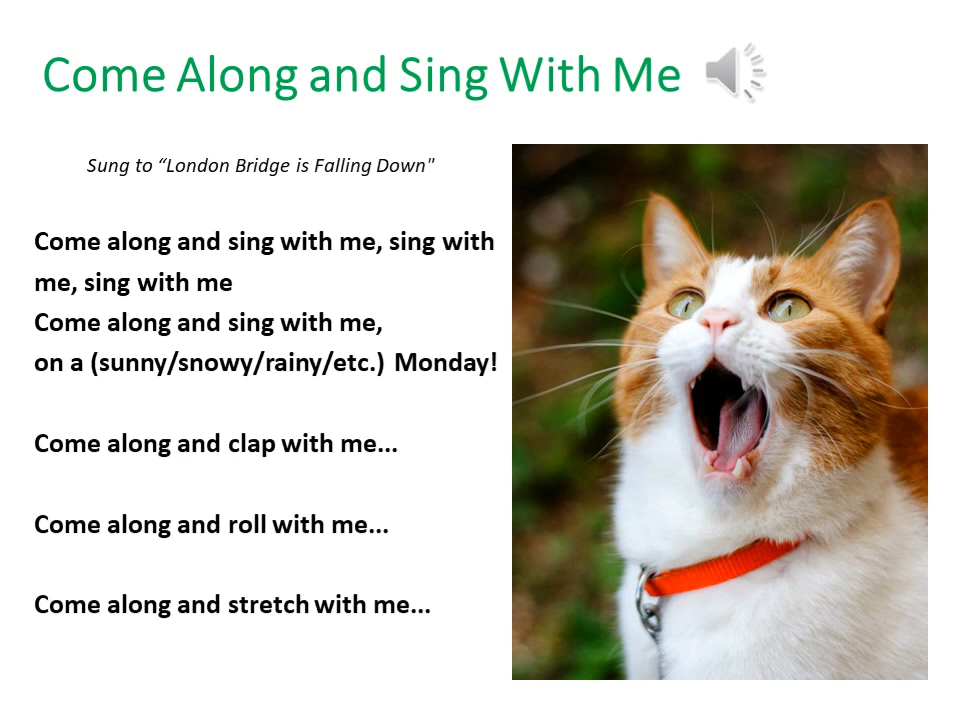 Come Along and Sing With Me
Sung to “London Bridge is Falling Down"
Come along and sing with me, sing with
me, sing with me
Come along and sing with me,
on a (sunny/snowy/rainy/etc.) Monday!
Come along and clap with me...
Come along and roll with me...
Come along and stretch with me...